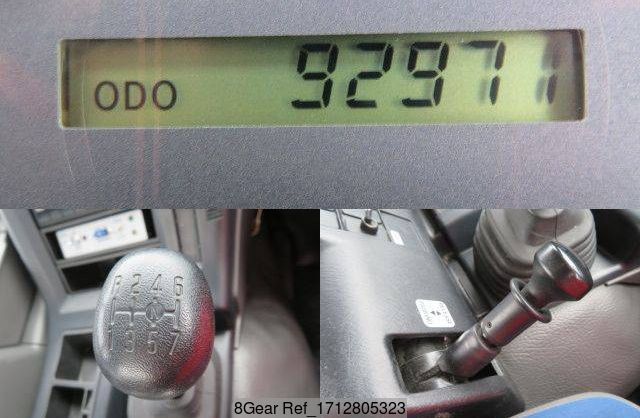 ODO 92971
R 2 4 6
N
1 3 5 7
8Gear Ref_1712805323